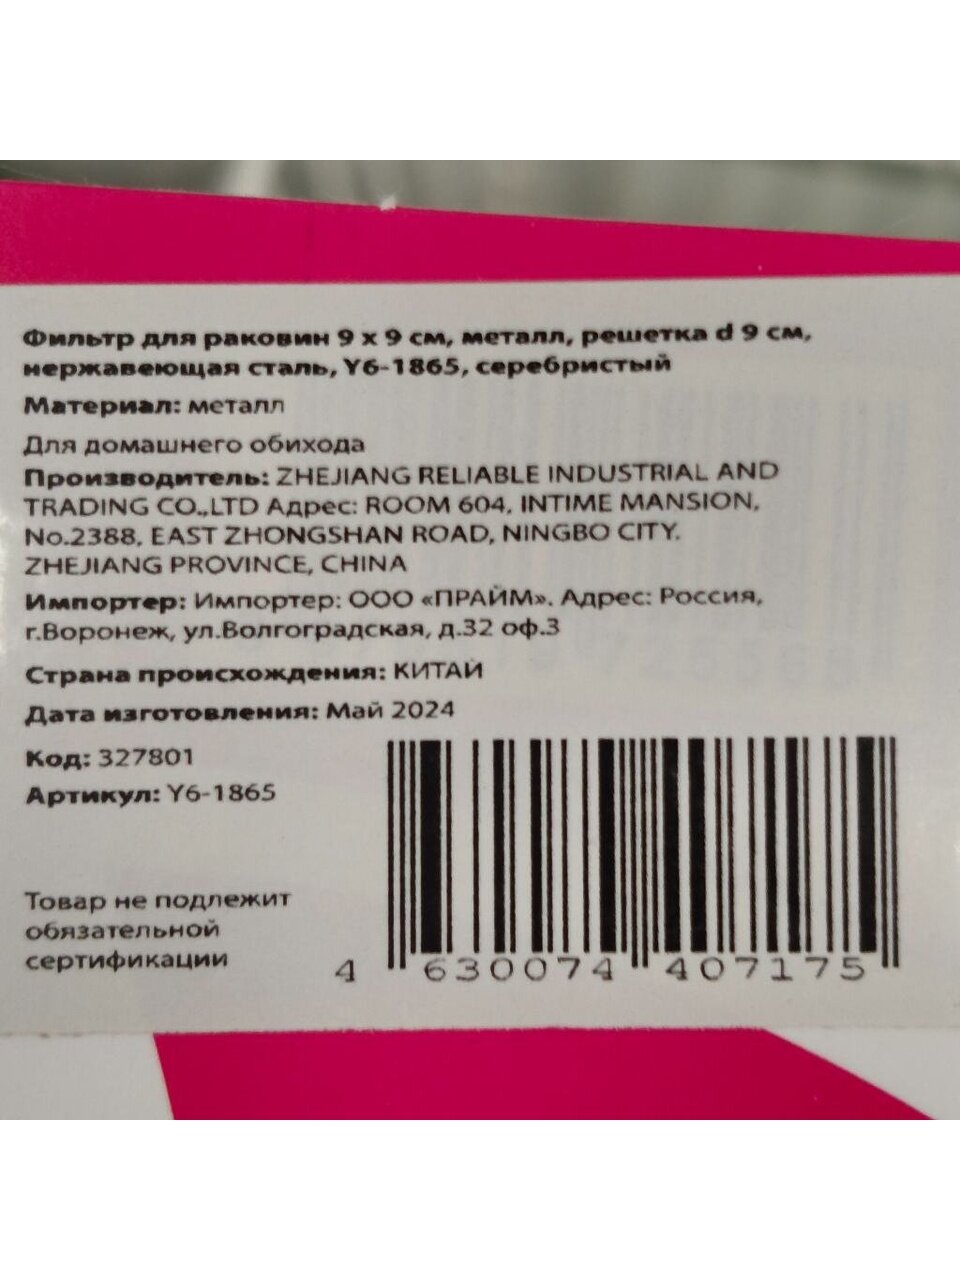 Фильтр для раковин 9 х 9 см, металл, решетка d 9 см,
нержавеющая сталь, Y6-1865, серебристый
Материал: металл
Для домашнего обихода
Производитель: ZHEJIANG RELIABLE INDUSTRIAL AND
TRADING CO.,LTD Адрес: ROOM 604, INTIME MANSION,
No.2388, EAST ZHONGSHAN ROAD, NINGBO CITY.
ZHEJIANG PROVINCE, CHINA
Импортер: Импортер: ООО «ПРАЙМ». Адрес: Россия,
г.Воронеж, ул.Волгоградская, д.32 оф.3
Страна происхождения: КИТАЙ
Дата изготовления: Май 2024
Код: 327801
Артикул: Y6-1865
Товар не подлежит
обязательной
сертификации
4 630074 407175